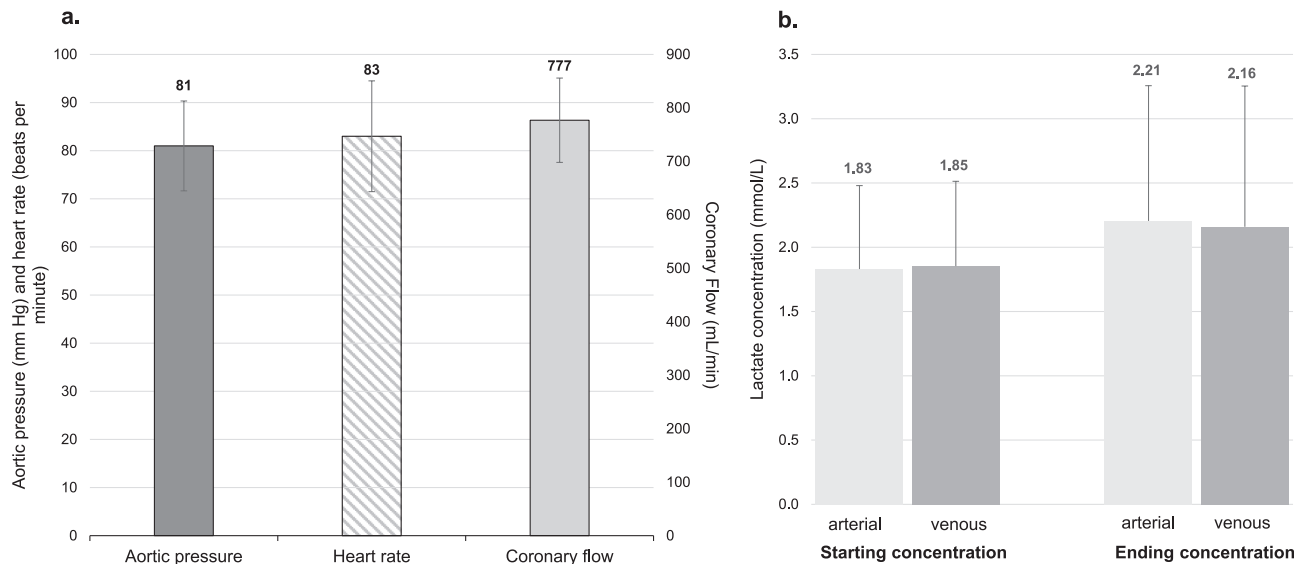 a.
Aortic pressure (mm Hg) and heart rate (beats per
minute)
100
90
80
70
60
50
40
30
20
10
0
81
83
777
900
800
700
600
500
400
300
200
100
0
Coronary Flow (mL/min)
Aortic pressure
Heart rate
Coronary flow
b.
Lactate concentration (mmol/L)
3.5
3.0
2.5
2.0
1.5
1.0
0.5
0.0
1.83
1.85
2.21
2.16
arterial
venous
arterial
venous
Starting concentration
Ending concentration